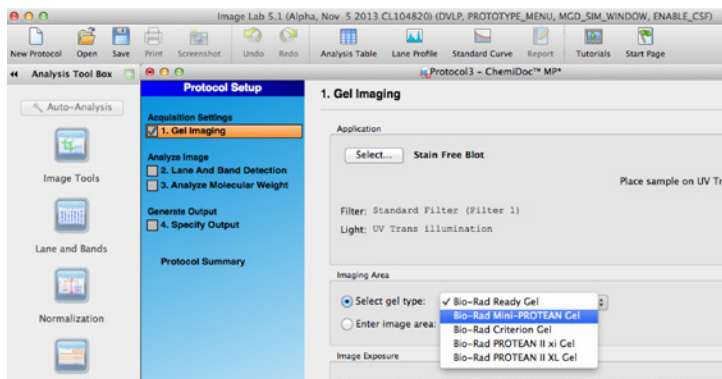 Image Lab 5.1 (Alpha, Nov 5 2013 CL104820) (DVLP, PROTOTYPE_MENU, MGD_SIM_WINDOW, ENABLE_CSF)
New Protocol Open Save Print Screenshot Undo Redo Analysis Table Lane Profile Standard Curve Report Tutorials Start Page
Analysis Tool Box
Protocol3 – ChemiDoc™ MP*
Auto-Analysis
Image Tools
Lane and Bands
Normalization
Protocol Setup
Acquisition Settings
1. Gel Imaging
Analyze Image
2. Lane And Band Detection
3. Analyze Molecular Weight
Generate Output
4. Specify Output
Protocol Summary
1. Gel Imaging
Application
Select... Stain Free Blot
Place sample on UV Tr
Filter: Standard Filter (Filter 1)
Light: UV Trans illumination
Imaging Area
Select gel type: ✓ Bio-Rad Ready Gel
Bio-Rad Mini-PROTEAN Gel
Enter image area: Bio-Rad Criterion Gel
Bio-Rad PROTEAN II xi Gel
Bio-Rad PROTEAN II XL Gel
Image Exposure